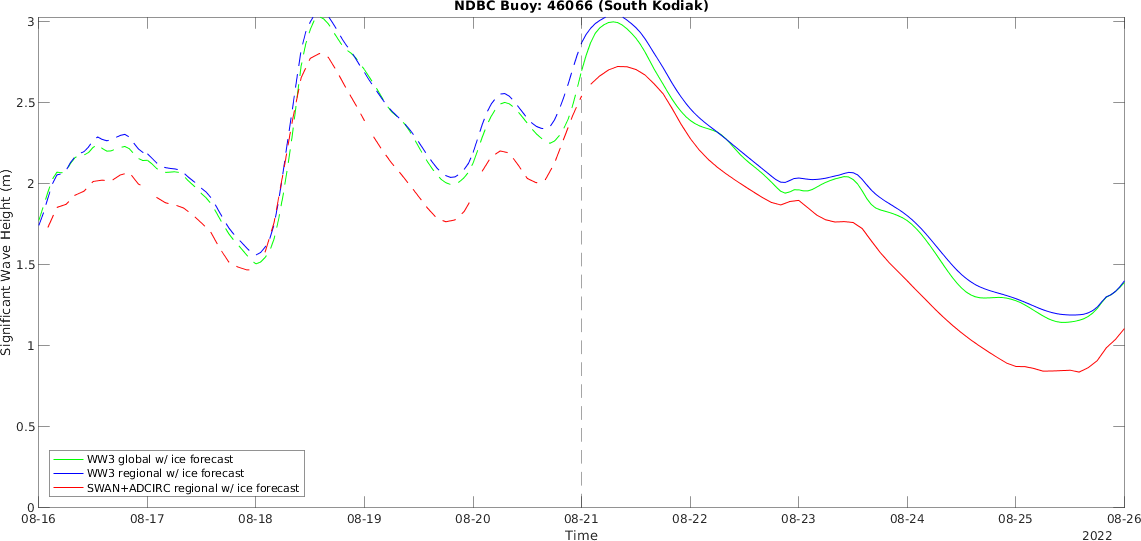 NDBC Buoy: 46066 (South Kodiak)
3
2.5
2
1.5
1
0.5
0
Significant Wave Height (m)
WW3 global w/ ice forecast
WW3 regional w/ ice forecast
SWAN+ADCIRC regional w/ ice forecast
08-16 08-17 08-18 08-19 08-20 08-21 08-22 08-23 08-24 08-25 08-26
Time
2022